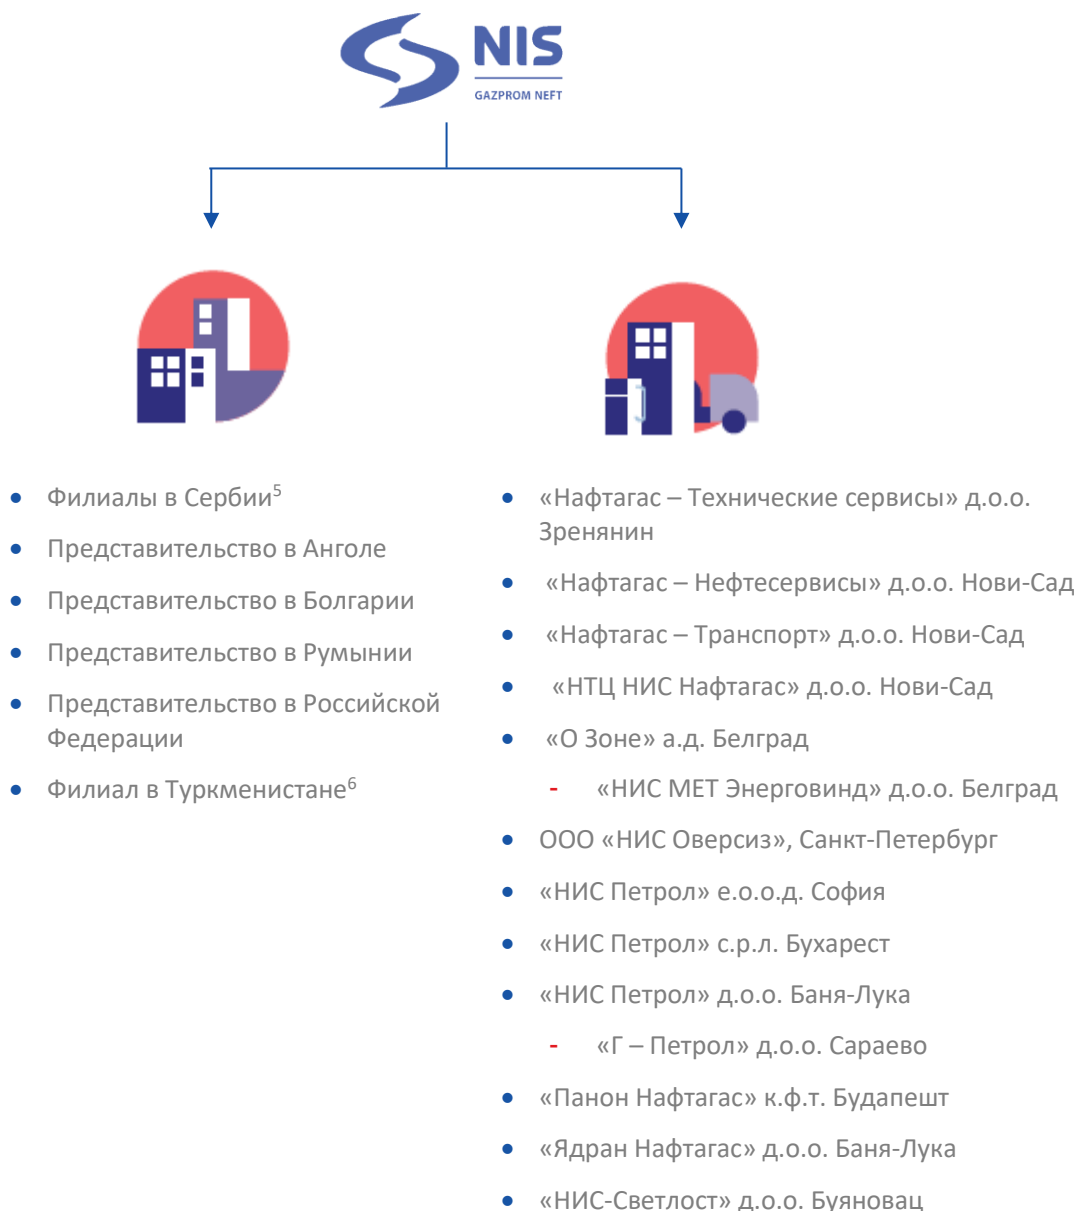 NIS
GAZPROM NEFT
• Филиалы в Сербии⁵
• Представительство в Анголе
• Представительство в Болгарии
• Представительство в Румынии
• Представительство в Российской
Федерации
• Филиал в Туркменистане⁶
• «Нафтагас – Технические сервисы» д.о.о.
Зренянин
• «Нафтагас – Нефтесервисы» д.о.о. Нови-Сад
• «Нафтагас – Транспорт» д.о.о. Нови-Сад
• «НТЦ НИС Нафтагас» д.о.о. Нови-Сад
• «О Зоне» а.д. Белград
- «НИС МЕТ Энерговинд» д.о.о. Белград
• ООО «НИС Оверсиз», Санкт-Петербург
• «НИС Петрол» е.о.о.д. София
• «НИС Петрол» с.р.л. Бухарест
• «НИС Петрол» д.о.о. Баня-Лука
- «Г – Петрол» д.о.о. Сараево
• «Панон Нафтагас» к.ф.т. Будапешт
• «Ядран Нафтагас» д.о.о. Баня-Лука
• «НИС-Светлост» д.о.о. Буяновац